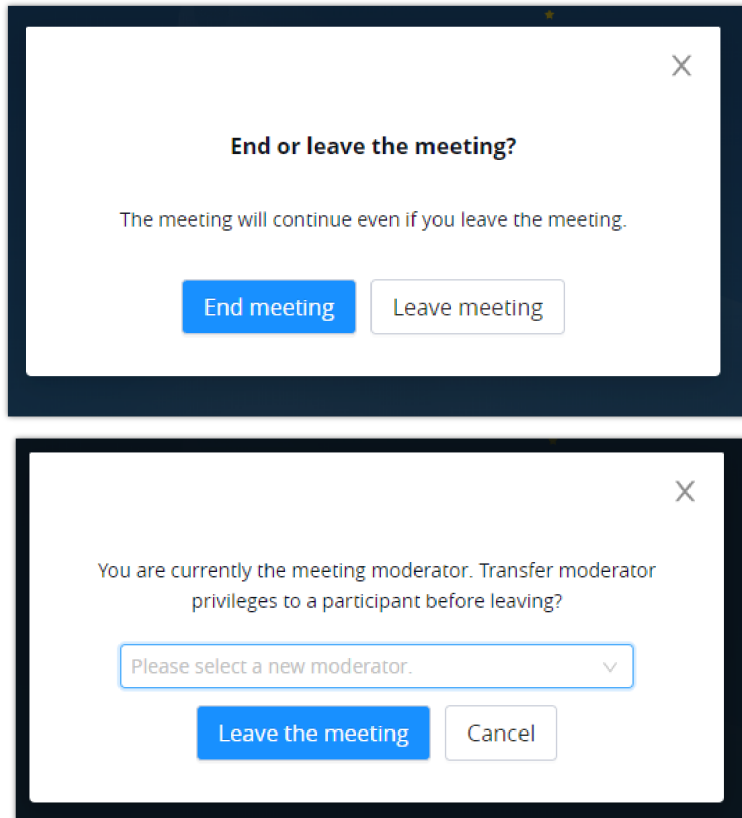 End or leave the meeting?
The meeting will continue even if you leave the meeting.
End meeting
Leave meeting
You are currently the meeting moderator. Transfer moderator
privileges to a participant before leaving?
Please select a new moderator.
Leave the meeting
Cancel